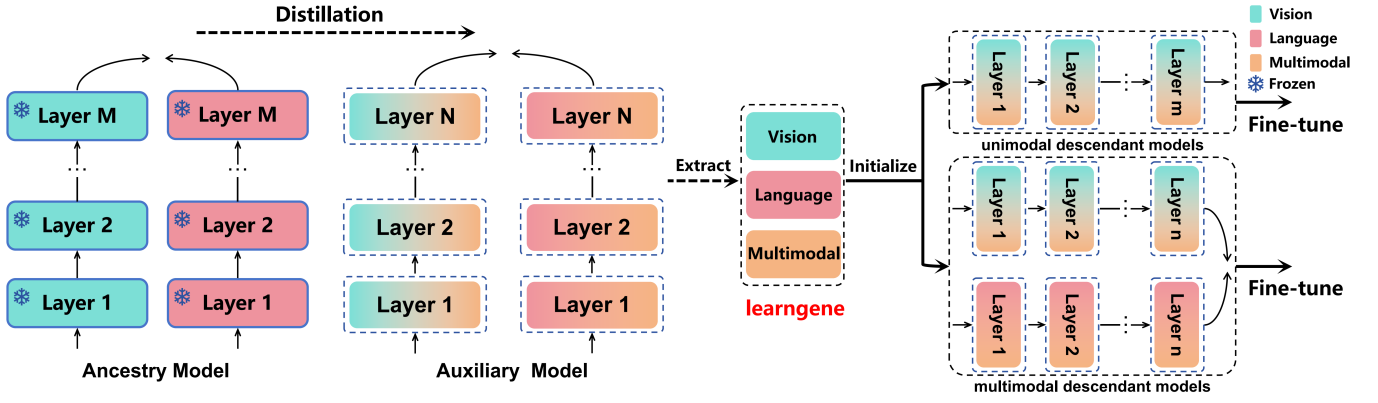 Distillation
Layer M
Layer M
Layer 2
Layer 2
Layer 1
Layer 1
Ancestry Model
Layer N
Layer N
Layer 2
Layer 2
Layer 1
Layer 1
Auxiliary Model
Extract
Vision
Language
Multimodal
learngene
Initialize
Layer 1
Layer 2
Layer m
unimodal descendant models
Fine-tune
Layer 1
Layer 2
Layer n
Layer 1
Layer 2
Layer n
multimodal descendant models
Fine-tune
Vision
Language
Multimodal
Frozen